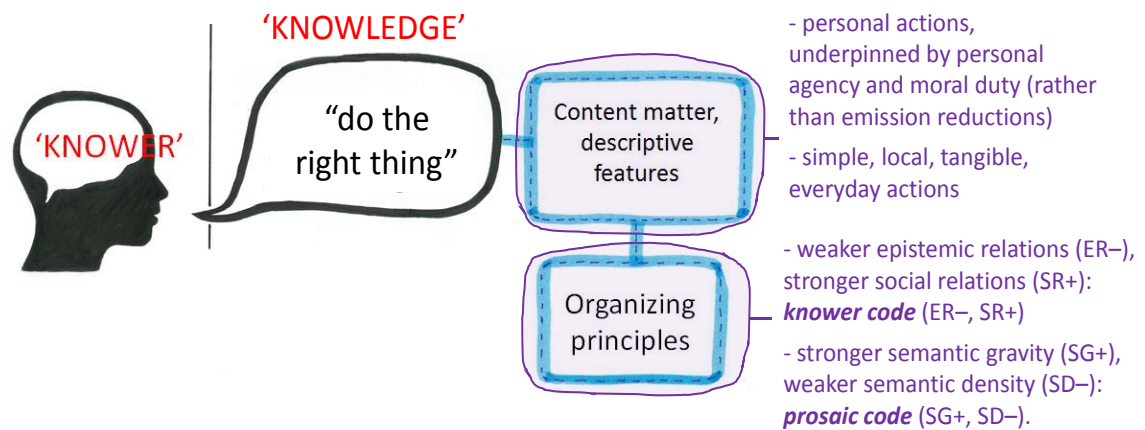 ‘KNOWLEDGE’
‘KNOWER’
“do the
right thing”
Content matter,
descriptive
features
- personal actions,
underpinned by personal
agency and moral duty (rather
than emission reductions)
- simple, local, tangible,
everyday actions
Organizing
principles
- weaker epistemic relations (ER–),
stronger social relations (SR+):
knower code (ER–, SR+)
- stronger semantic gravity (SG+),
weaker semantic density (SD–):
prosaic code (SG+, SD–).